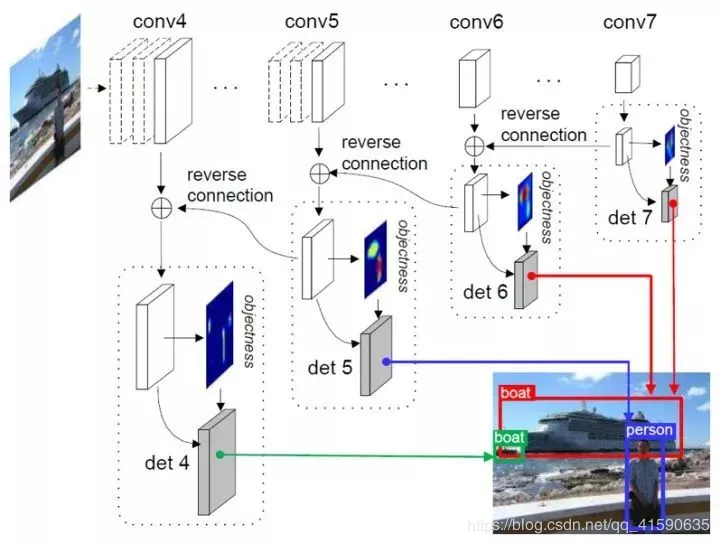 conv4
conv5
conv6
conv7
reverse
connection
reverse
connection
reverse
connection
objectness
det 7
objectness
det 6
objectness
det 5
objectness
det 4
boat
boat
person
https://blog.csdn.net/qq_41590635